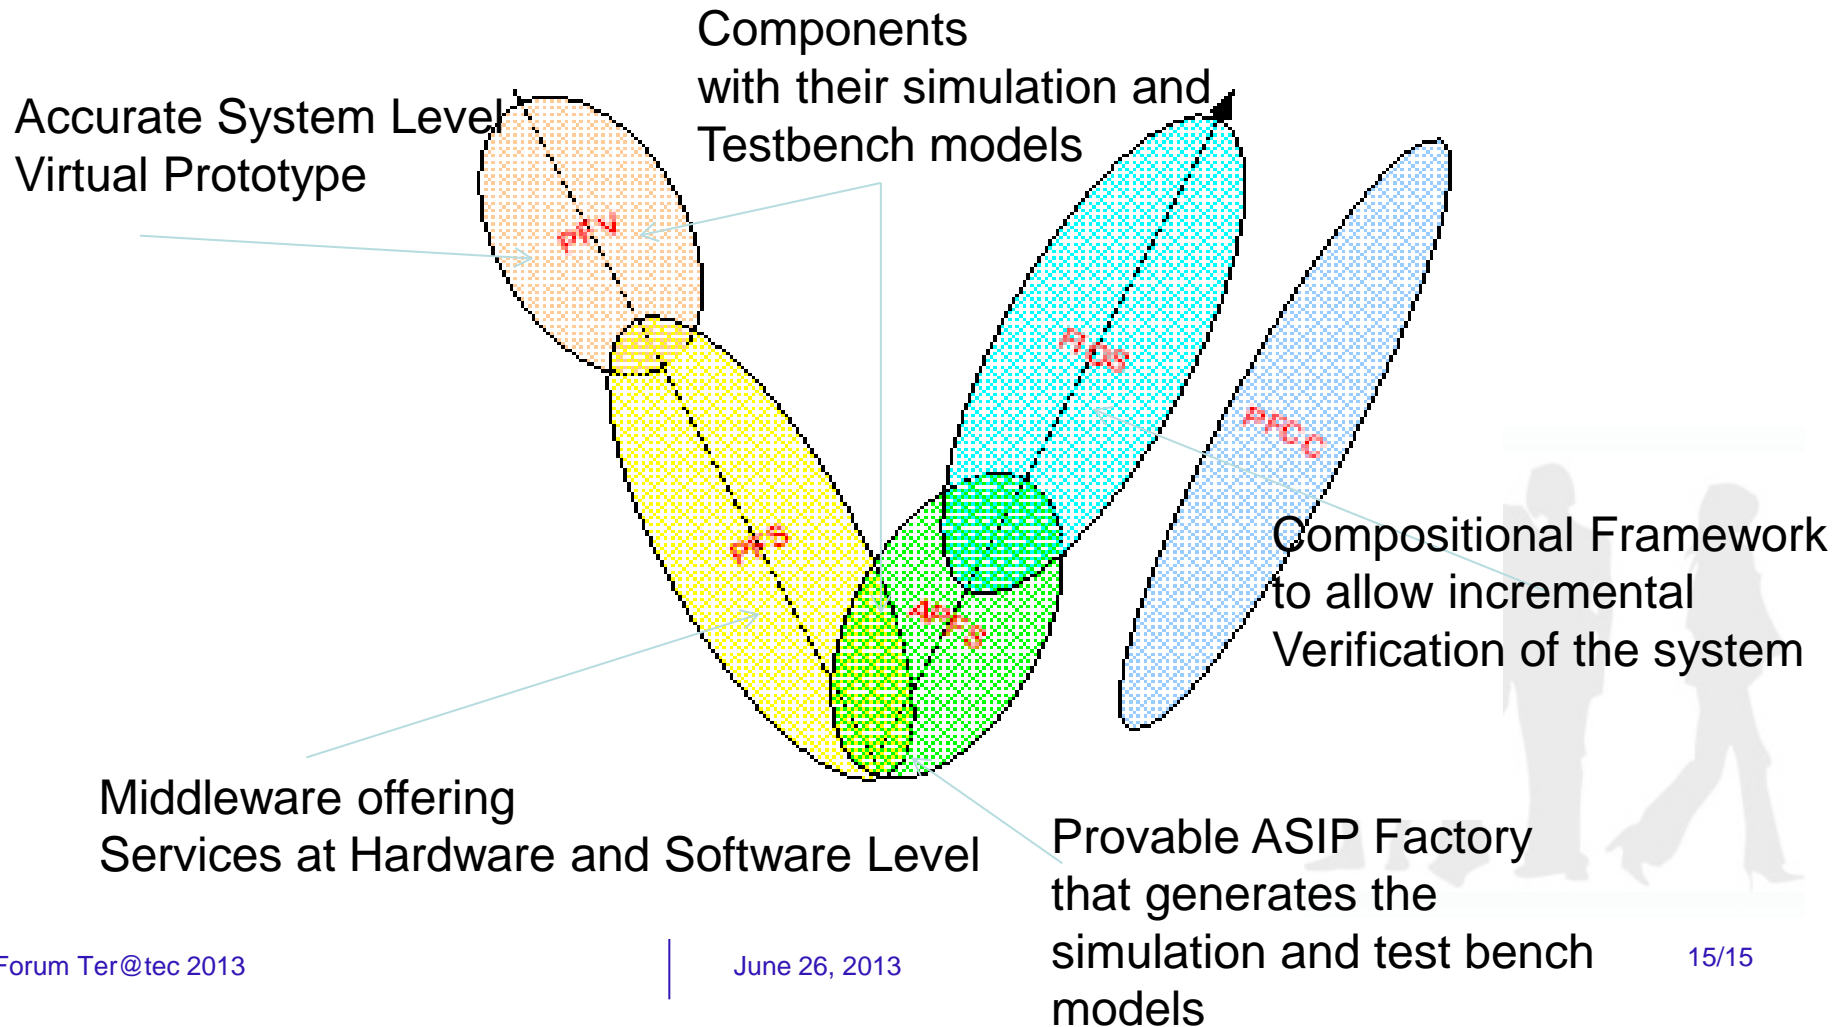 Components
with their simulation and
Testbench models
Accurate System Level
Virtual Prototype
PFV
FIDS
PFCC
PFS
APFS
Compositional Framework
to allow incremental
Verification of the system
Middleware offering
Services at Hardware and Software Level
Provable ASIP Factory
that generates the
simulation and test bench
models
Forum Ter@tec 2013
June 26, 2013
15/15